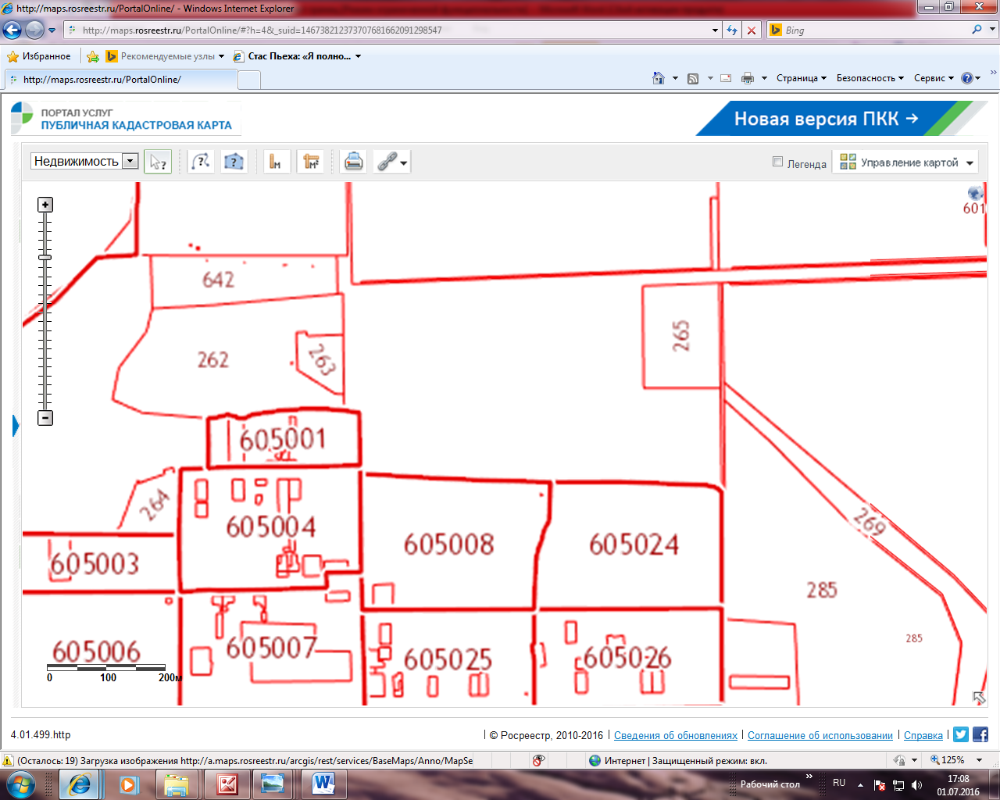 http://maps.rosreestr.ru/PortalOnline/ - Windows Internet Explorer
http://maps.rosreestr.ru/PortalOnline/#?h=4&_suid=146738212373707681662091298547
Bing
Избранное
Рекомендуемые узлы
Стас Пьеха: «Я полно...
http://maps.rosreestr.ru/PortalOnline/
Страница
Безопасность
Сервис
ПОРТАЛ УСЛУГ
ПУБЛИЧНАЯ КАДАСТРОВАЯ КАРТА
Новая версия ПКК →
Недвижимость
Легенда
Управление картой
601
642
265
262
263
605001
264
605004
269
605003
605008
605024
285
285
605006
605007
605025
605026
0 100 200м
4.01.499.http
© Росреестр, 2010-2016
Сведения об обновлениях
Соглашение об использовании
Справка
(Осталось: 19) Загрузка изображения http://a.maps.rosreestr.ru/arcgis/rest/services/BaseMaps/Anno/MapSe
Интернет | Защищенный режим: вкл.
125%
Рабочий стол
RU
17:08
01.07.2016